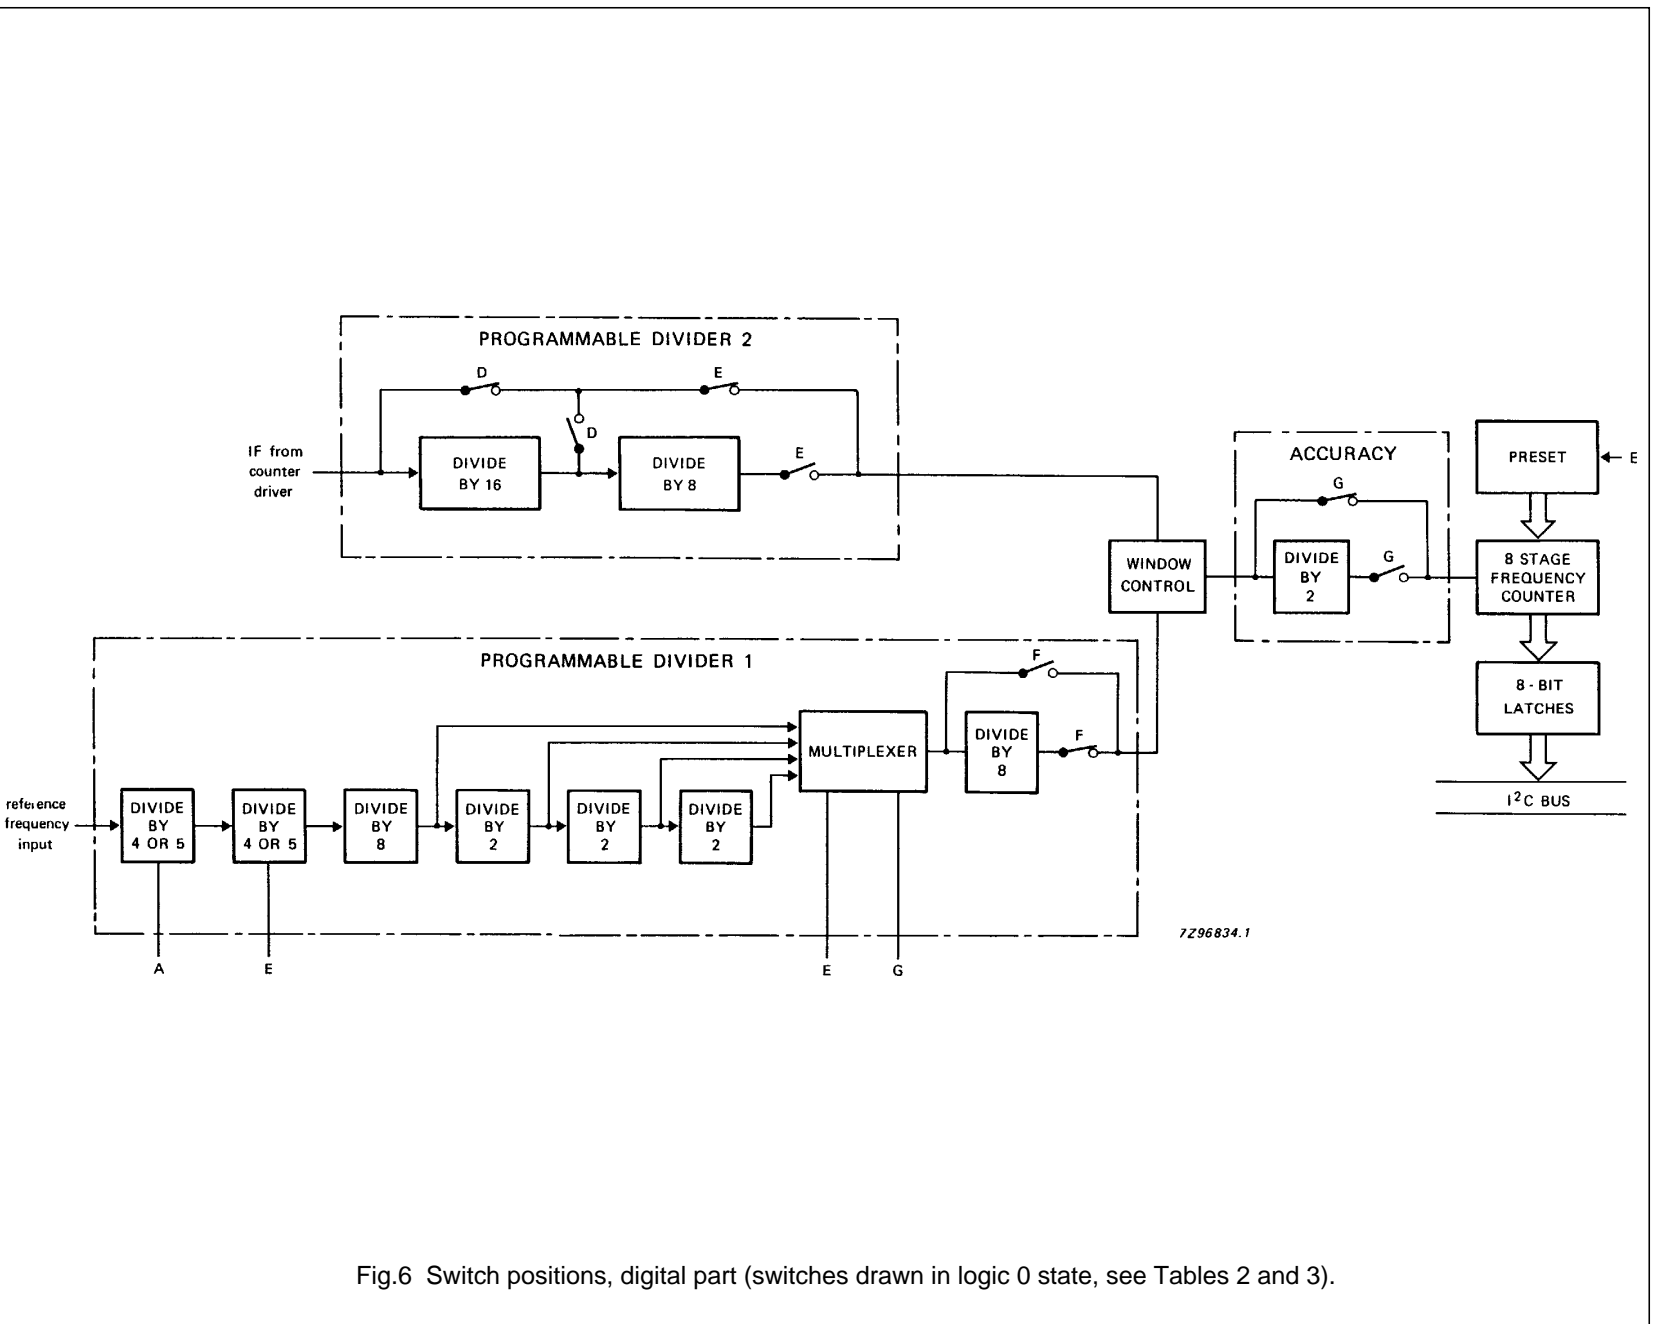 PROGRAMMABLE DIVIDER 2
D
E
D
E
IF from
counter
driver
DIVIDE
BY 16
DIVIDE
BY 8
WINDOW
CONTROL
ACCURACY
G
DIVIDE
BY
2
G
PRESET
E
8 STAGE
FREQUENCY
COUNTER
8 - BIT
LATCHES
I²C BUS
PROGRAMMABLE DIVIDER 1
F
MULTIPLEXER
DIVIDE
BY
8
F
reference
frequency
input
DIVIDE
BY
4 OR 5
DIVIDE
BY
4 OR 5
DIVIDE
BY
8
DIVIDE
BY
2
DIVIDE
BY
2
DIVIDE
BY
2
A
E
E
G
7Z96834.1
Fig.6 Switch positions, digital part (switches drawn in logic 0 state, see Tables 2 and 3).